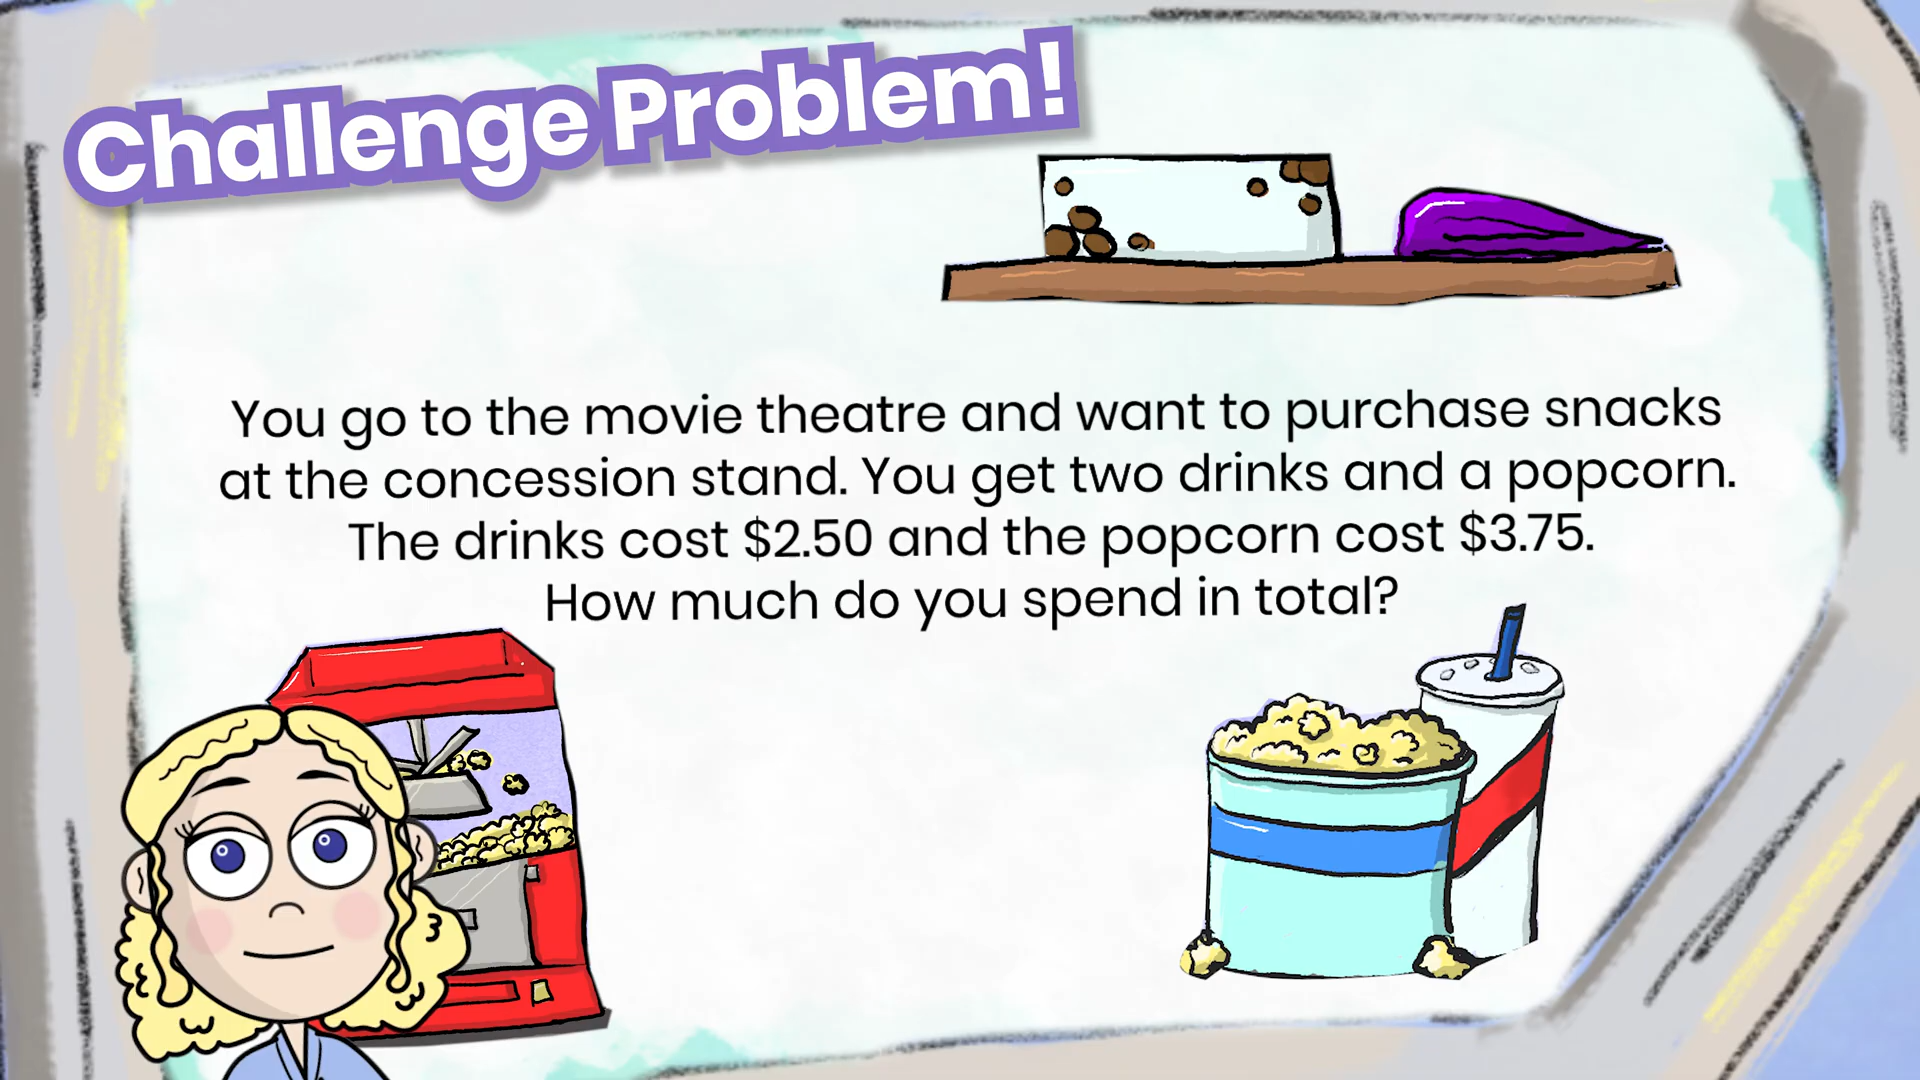 Challenge Problem!
You go to the movie theatre and want to purchase snacks
at the concession stand. You get two drinks and a popcorn.
The drinks cost $2.50 and the popcorn cost $3.75.
How much do you spend in total?